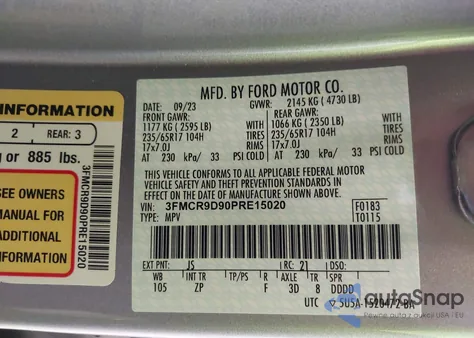 INFORMATION
2 REAR: 3
or 885 lbs.
SEE OWNERS
MANUAL FOR
ADDITIONAL
INFORMATION
3FMCR9D90PRE15020
MFD. BY FORD MOTOR CO.
DATE: 09/23 GVWR: 2145 KG (4730 LB)
FRONT GAWR: REAR GAWR:
1177 KG (2595 LB) WITH 1066 KG (2350 LB) WITH
235/65R17 104H TIRES 235/65R17 104H TIRES
17x7.0J RIMS 17x7.0J RIMS
AT 230 kPa/ 33 PSI COLD AT 230 kPa/ 33 PSI COLD
THIS VEHICLE CONFORMS TO ALL APPLICABLE FEDERAL MOTOR
VEHICLE SAFETY AND THEFT PREVENTION STANDARDS IN
EFFECT ON THE DATE OF MANUFACTURE SHOWN ABOVE.
VIN: 3FMCR9D90PRE15020 F0183
TYPE: MPV T0115
EXT PNT: JS RC: 21 DSO:
WB INT TR TP/PS R AXLE TR SPR
105 ZP F 3D 8 DDDD
UTC 5U5A-1520472-BA
autoSnap